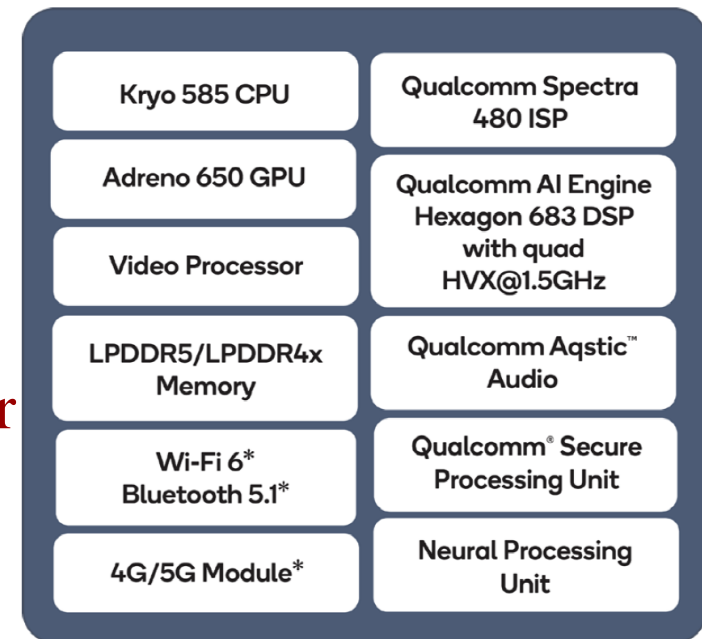 Kryo 585 CPU
Adreno 650 GPU
Video Processor
LPDDR5/LPDDR4x
Memory
Wi-Fi 6*
Bluetooth 5.1*
4G/5G Module*
Qualcomm Spectra
480 ISP
Qualcomm AI Engine
Hexagon 683 DSP
with quad
HVX@1.5GHz
Qualcomm Aqstic™
Audio
Qualcomm® Secure
Processing Unit
Neural Processing
Unit
r